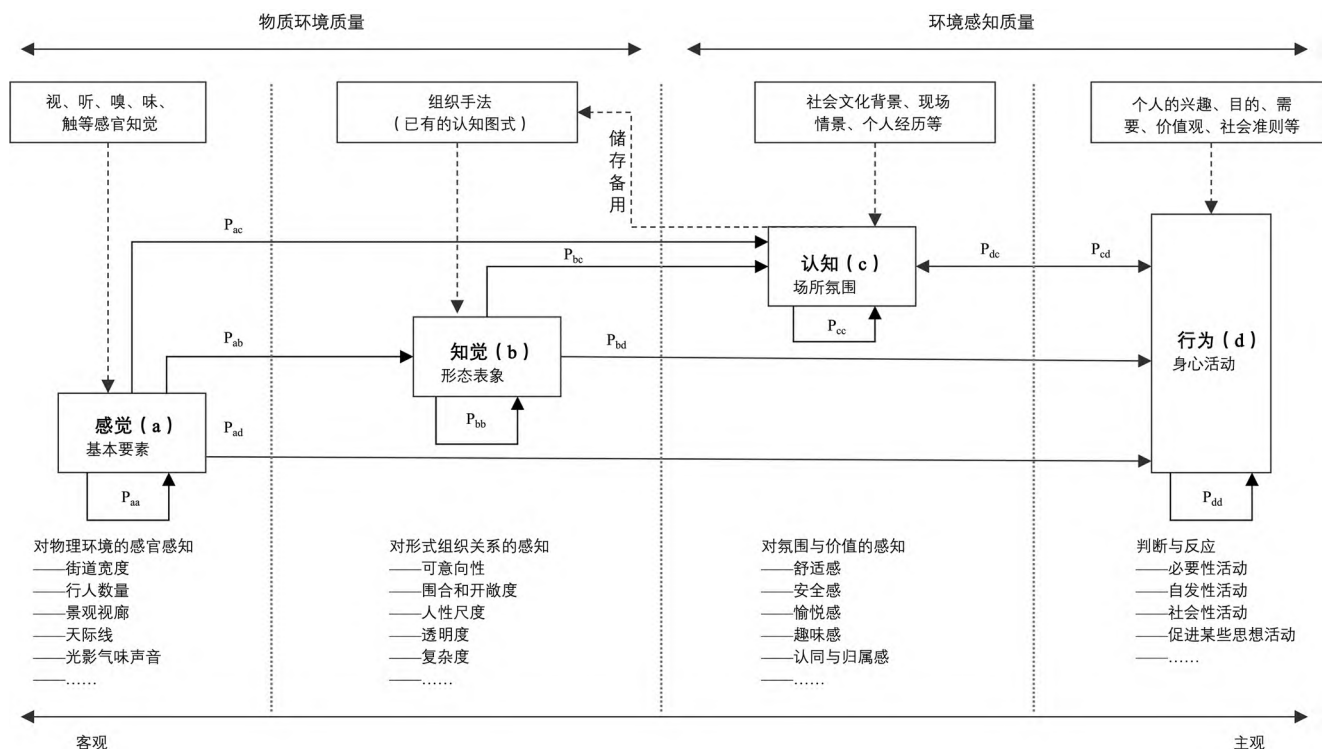 物质环境质量
环境感知质量
视、听、嗅、味、
触等感官知觉
组织手法
（已有的认知图式）
社会文化背景、现场
情景、个人经历等
个人的兴趣、目的、需
要、价值观、社会准则等
储存备用
Pac
Pbc
认知（c）
场所氛围
Pdc
Pcd
Pcc
Pab
知觉（b）
形态表象
Pbd
行为（d）
身心活动
感觉（a）
基本要素
Pad
Pbb
Paa
Pdd
对物理环境的感官感知
——街道宽度
——行人数量
——景观视廊
——天际线
——光影气味声音
——……
对形式组织关系的感知
——可意向性
——围合和开敞度
——人性尺度
——透明度
——复杂度
——……
对氛围与价值的感知
——舒适感
——安全感
——愉悦感
——趣味感
——认同与归属感
——……
判断与反应
——必要性活动
——自发性活动
——社会性活动
——促进某些思想活动
——……
客观
主观